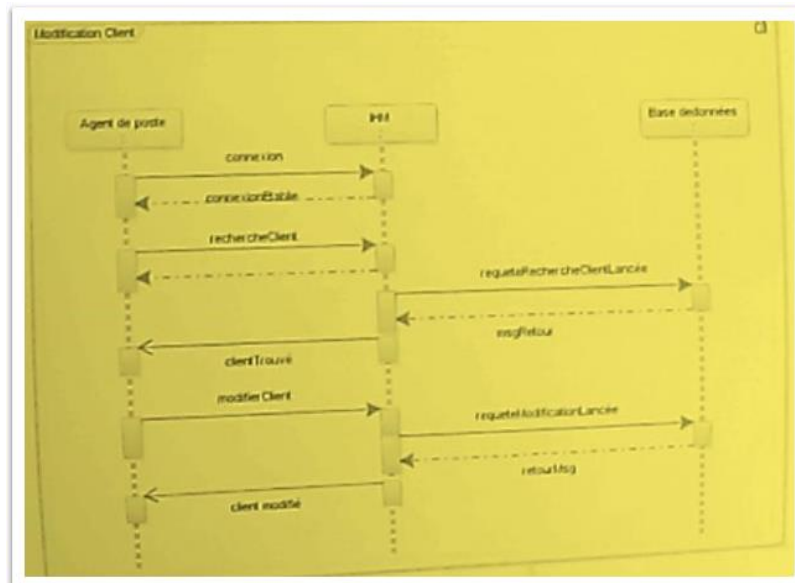 Modification Client
Agent de poste
IHM
Base dedonnées
connexion
connexionEtablie
rechercheClient
requeteRechercheClientLancée
msgRetour
clientTrouvé
modifierClient
requeteModificationLancée
retourMsg
client modifié